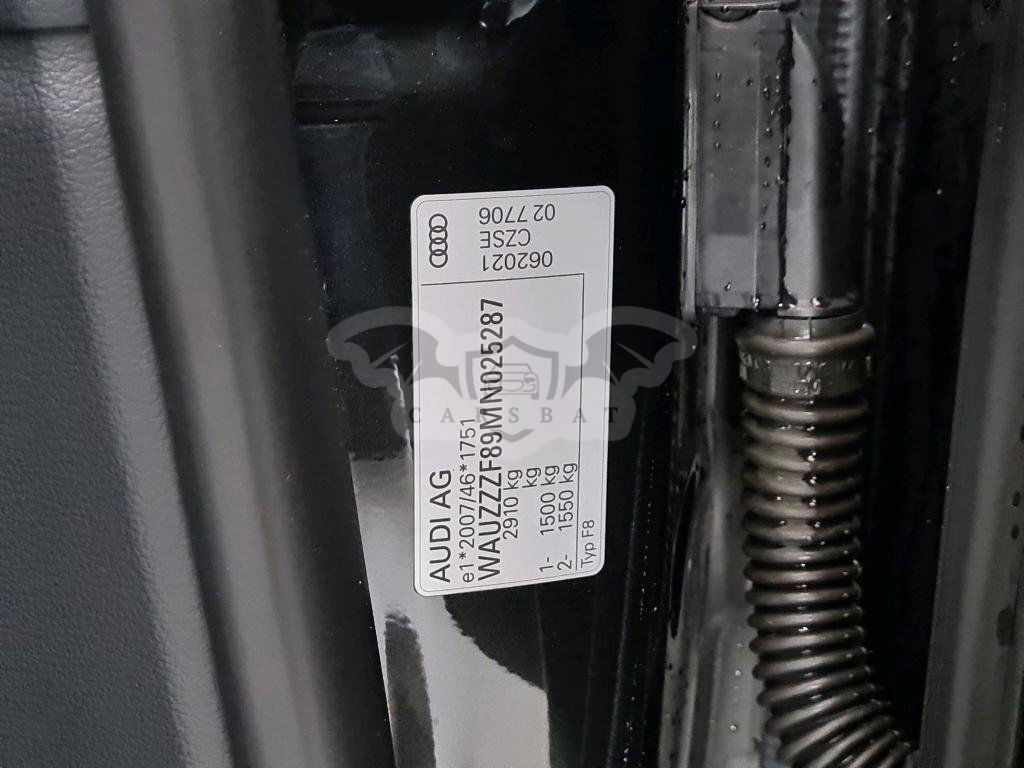 AUDI AG
e1*2007/46*1751
WAUZZZF89MN025287
2910 kg
kg
1- 1500 kg
2- 1550 kg
Typ F8
062021
CZSE
02 7706
CARSBAT